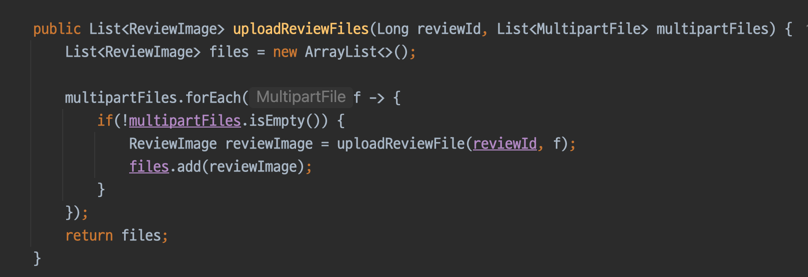 public List<ReviewImage> uploadReviewFiles(Long reviewId, List<MultipartFile> multipartFiles) {
    List<ReviewImage> files = new ArrayList<>();

    multipartFiles.forEach( MultipartFile f -> {
        if(!multipartFiles.isEmpty()) {
            ReviewImage reviewImage = uploadReviewFile(reviewId, f);
            files.add(reviewImage);
        }
    });
    return files;
}